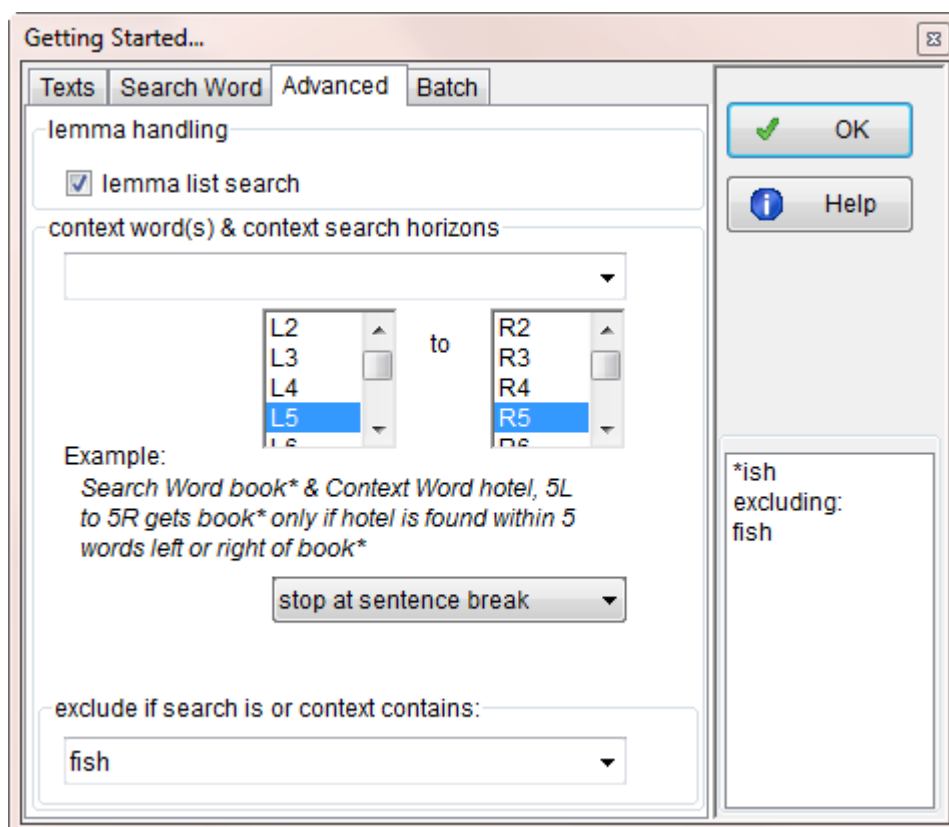 Getting Started...
Texts
Search Word
Advanced
Batch
lemma handling
lemma list search
context word(s) & context search horizons
L2
L3
L4
L5
L6
to
R2
R3
R4
R5
R6
Example:
Search Word book* & Context Word hotel, 5L
to 5R gets book* only if hotel is found within 5
words left or right of book*
stop at sentence break
exclude if search is or context contains:
fish
OK
Help
*ish
excluding:
fish